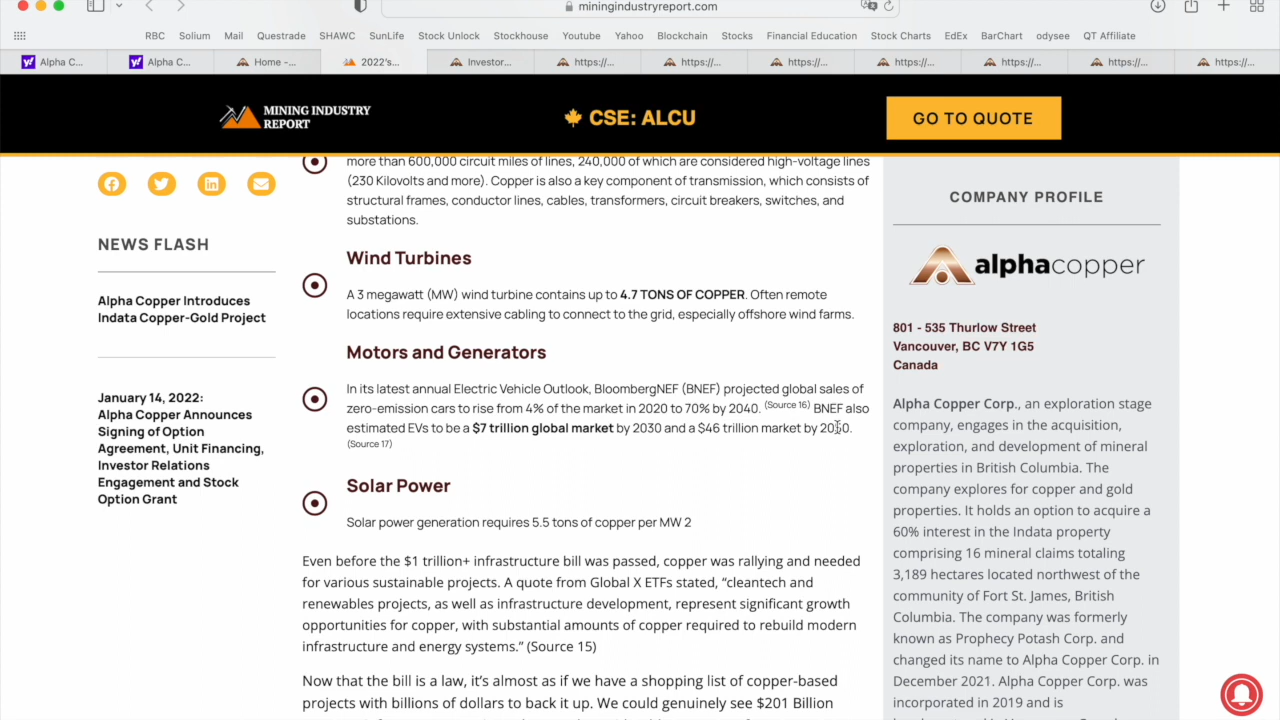 miningindustryreport.com
RBC Solium Mail Questrade SHAWC SunLife Stock Unlock Stockhouse Youtube Yahoo Blockchain Stocks Financial Education Stock Charts EdEx BarChart odysee QT Affiliate
Alpha C... Alpha C... Home -... 2022's... Investor... https://... https://... https://... https://... https://... https://... https://...
MINING INDUSTRY
REPORT
CSE: ALCU
GO TO QUOTE
NEWS FLASH
Alpha Copper Introduces
Indata Copper-Gold Project
January 14, 2022:
Alpha Copper Announces
Signing of Option
Agreement, Unit Financing,
Investor Relations
Engagement and Stock
Option Grant
more than 600,000 circuit miles of lines, 240,000 of which are considered high-voltage lines
(230 Kilovolts and more). Copper is also a key component of transmission, which consists of
structural frames, conductor lines, cables, transformers, circuit breakers, switches, and
substations.
Wind Turbines
A 3 megawatt (MW) wind turbine contains up to 4.7 TONS OF COPPER. Often remote
locations require extensive cabling to connect to the grid, especially offshore wind farms.
Motors and Generators
In its latest annual Electric Vehicle Outlook, BloombergNEF (BNEF) projected global sales of
zero-emission cars to rise from 4% of the market in 2020 to 70% by 2040. (Source 16) BNEF also
estimated EVs to be a $7 trillion global market by 2030 and a $46 trillion market by
(Source 17)
Solar Power
Solar power generation requires 5.5 tons of copper per MW 2
Even before the $1 trillion+ infrastructure bill was passed, copper was rallying and needed
for various sustainable projects. A quote from Global X ETFs stated, “cleantech and
renewables projects, as well as infrastructure development, represent significant growth
opportunities for copper, with substantial amounts of copper required to rebuild modern
infrastructure and energy systems.” (Source 15)
Now that the bill is a law, it’s almost as if we have a shopping list of copper-based
projects with billions of dollars to back it up. We could genuinely see $201 Billion
COMPANY PROFILE
alphacopper
801 - 535 Thurlow Street
Vancouver, BC V7Y 1G5
Canada
Alpha Copper Corp., an exploration stage
company, engages in the acquisition,
exploration, and development of mineral
properties in British Columbia. The
company explores for copper and gold
properties. It holds an option to acquire a
60% interest in the Indata property
comprising 16 mineral claims totaling
3,189 hectares located northwest of the
community of Fort St. James, British
Columbia. The company was formerly
known as Prophecy Potash Corp. and
changed its name to Alpha Copper Corp. in
December 2021. Alpha Copper Corp. was
incorporated in 2019 and is